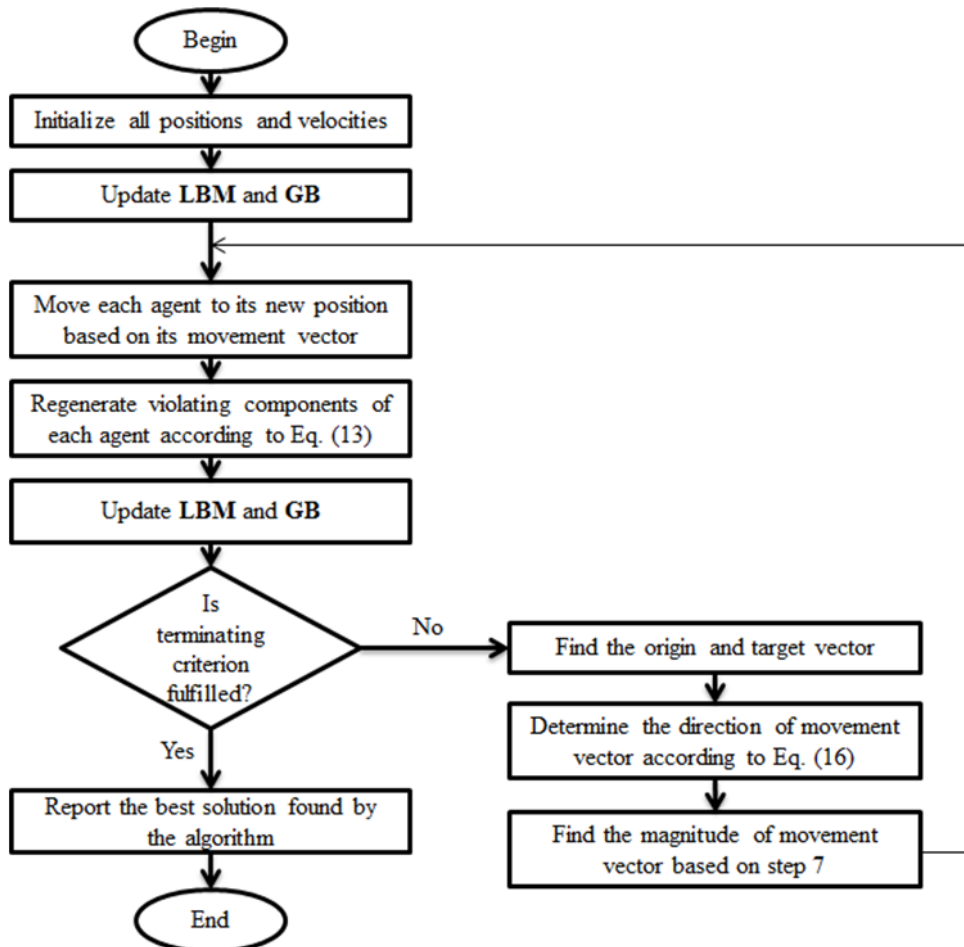 Begin
Initialize all positions and velocities
Update LBM and GB
Move each agent to its new position
based on its movement vector
Regenerate violating components of
each agent according to Eq. (13)
Update LBM and GB
Is
terminating
criterion
fulfilled?
No
Find the origin and target vector
Determine the direction of movement
vector according to Eq. (16)
Find the magnitude of movement
vector based on step 7
Yes
Report the best solution found by
the algorithm
End